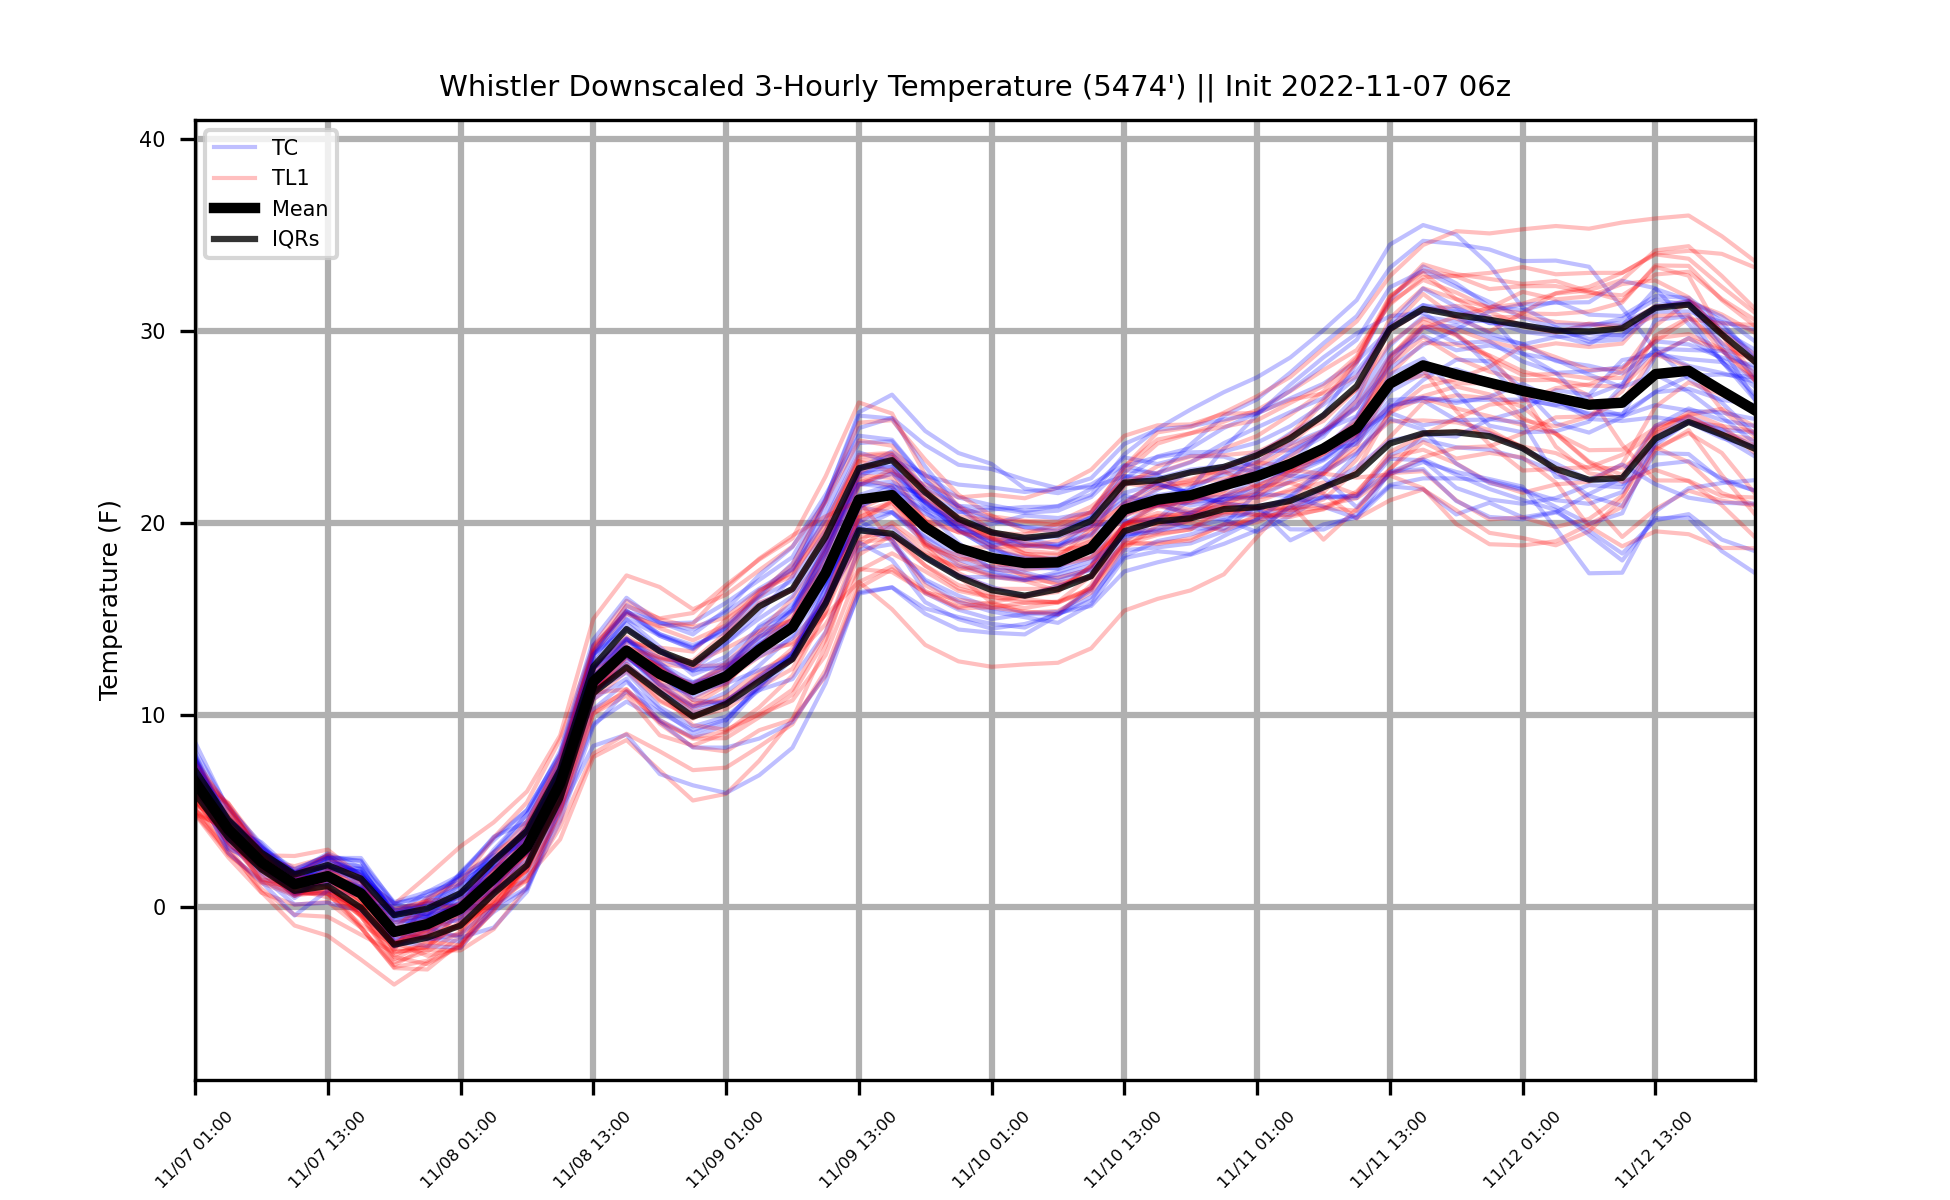 Whistler Downscaled 3-Hourly Temperature (5474') || Init 2022-11-07 06z
TC
TL1
Mean
IQRs
Temperature (F)
40
30
20
10
0
11/07 01:00
11/07 13:00
11/08 01:00
11/08 13:00
11/09 01:00
11/09 13:00
11/10 01:00
11/10 13:00
11/11 01:00
11/11 13:00
11/12 01:00
11/12 13:00